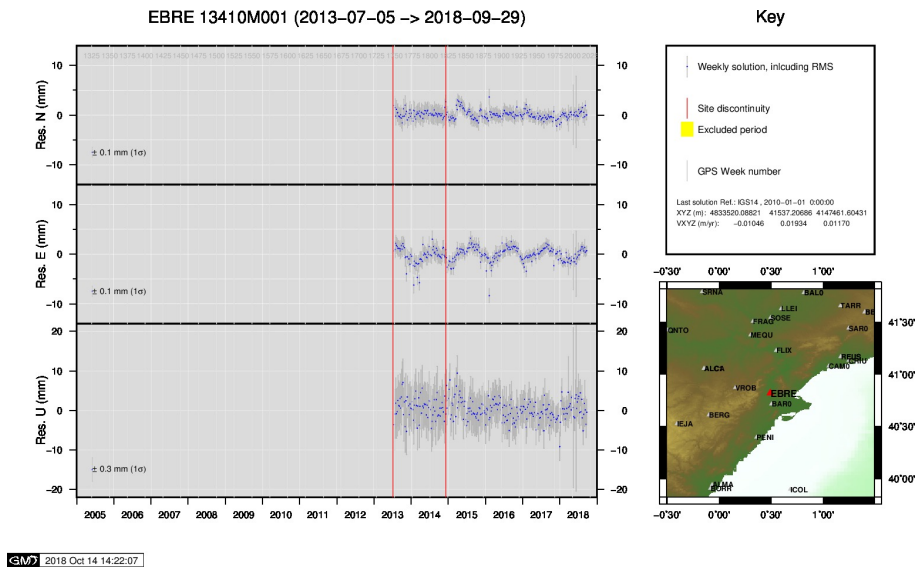 EBRE 13410M001 (2013−07−05 −> 2018−09−29)
Key
10
0
−10
Res. N (mm)
± 0.1 mm (1σ)
10
0
−10
10
0
−10
Res. E (mm)
± 0.1 mm (1σ)
10
0
−10
20
10
0
−10
−20
Res. U (mm)
± 0.3 mm (1σ)
20
10
0
−10
−20
2005 2006 2007 2008 2009 2010 2011 2012 2013 2014 2015 2016 2017 2018
Weekly solution, inlcuding RMS
Site discontinuity
Excluded period
GPS Week number
Last solution Ref.: IGS14 , 2010−01−01 0:00:00
XYZ (m): 4833520.08821 41537.20686 4147461.60431
VXYZ (m/yr): −0.01046 0.01934 0.01170
−0˚30' 0˚00' 0˚30' 1˚00'
SRNA BAL0
LLEI TARR
FRAG SOSE
41˚30'
MEQU SAR0
FLIX
REUS
ALCA CAM0
41˚00'
VROB EBRE
BAR0
BERG
IEJA
40˚30'
PENI
ALMA
BORR ICOL
40˚00'
−0˚30' 0˚00' 0˚30' 1˚00'
GMT 2018 Oct 14 14:22:07